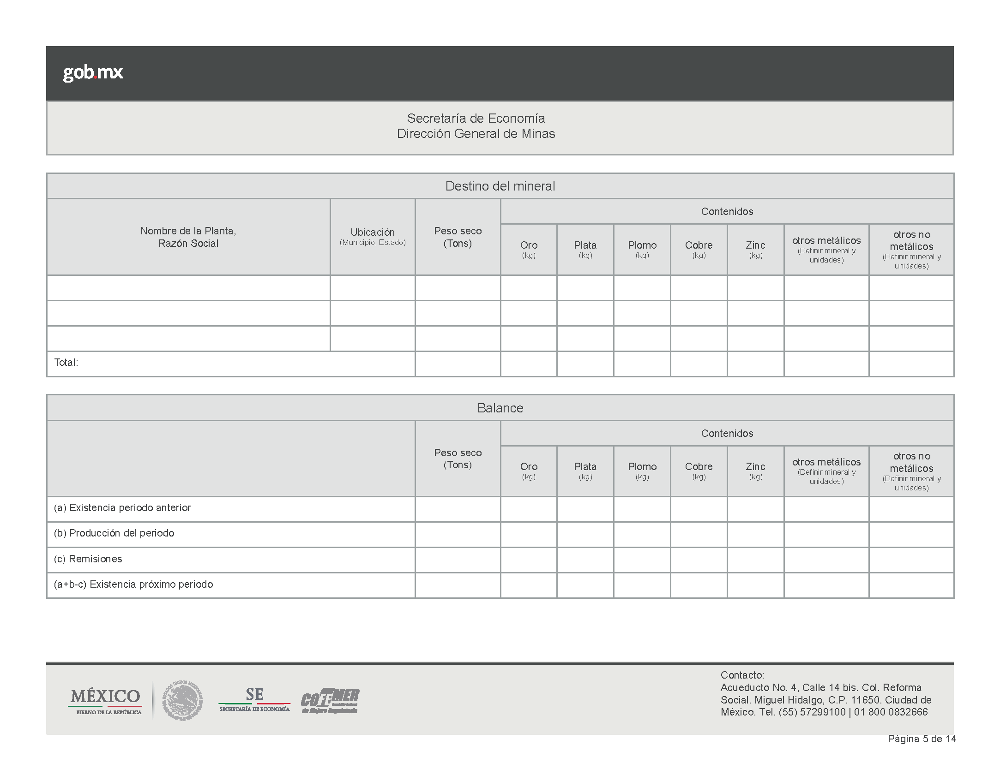 gob.mx
Secretaría de Economía
Dirección General de Minas
Destino del mineral
Nombre de la Planta,
Razón Social
Ubicación
(Municipio, Estado)
Peso seco
(Tons)
Contenidos
Oro
(kg)
Plata
(kg)
Plomo
(kg)
Cobre
(kg)
Zinc
(kg)
otros metálicos
(Definir mineral y
unidades)
otros no
metálicos
(Definir mineral y
unidades)
Total:
Balance
Peso seco
(Tons)
Contenidos
Oro
(kg)
Plata
(kg)
Plomo
(kg)
Cobre
(kg)
Zinc
(kg)
otros metálicos
(Definir mineral y
unidades)
otros no
metálicos
(Definir mineral y
unidades)
(a) Existencia periodo anterior
(b) Producción del periodo
(c) Remisiones
(a+b-c) Existencia próximo periodo
MÉXICO
BIERNO DE LA REPÚBLICA
ESTADOS UNIDOS MEXICANOS
SE
SECRETARÍA DE ECONOMÍA
COFEMER
Comisión Federal
de Mejora Regulatoria
Contacto:
Acueducto No. 4, Calle 14 bis. Col. Reforma
Social. Miguel Hidalgo, C.P. 11650. Ciudad de
México. Tel. (55) 57299100 | 01 800 0832666
Página 5 de 14